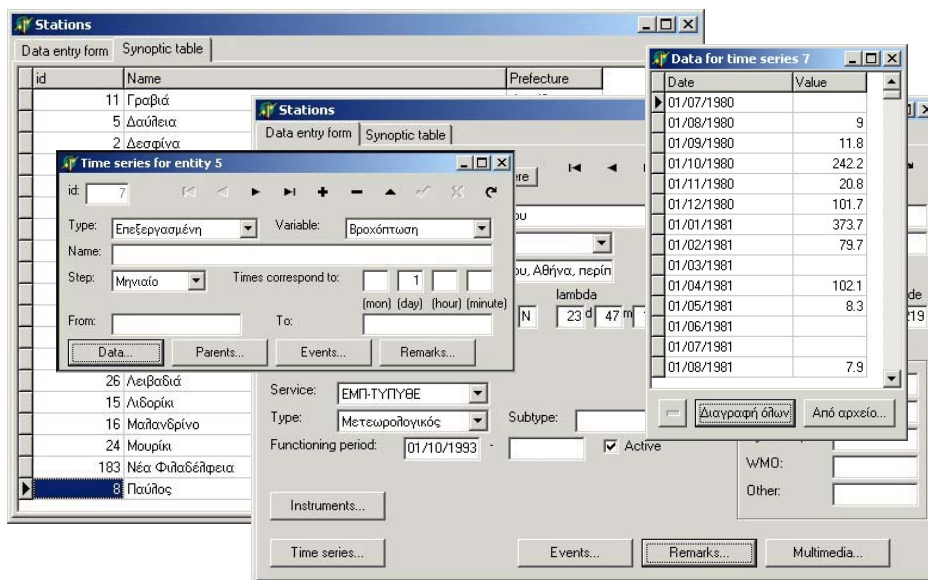 Stations
Data entry form Synoptic table
id Name Prefecture
11 Γραβιά
5 Δαύλεια
2 Δεσφίνα
26 Λειβαδιά
15 Λιδορίκι
16 Μαλανδρίνο
24 Μουρίκι
183 Νέα Φιλαδέλφεια
8 Παύλος
Time series for entity 5
id: 7
Type: Επεξεργασμένη Variable: Βροχόπτωση
Name:
Step: Μηνιαίο Times correspond to: 1
(mon) (day) (hour) (minute)
From: To:
Data... Parents... Events... Remarks...
Stations
Data entry form Synoptic table
ου, Αθήνα, περίπ
lambda
N 23 d 47 m
219
Service: ΕΜΠ-ΤΥΠΥΘΕ
Type: Μετεωρολογικός Subtype:
Functioning period: 01/10/1993 - Active
WMO:
Other:
Instruments...
Time series... Events... Remarks... Multimedia...
Data for time series 7
Date Value
01/07/1980
01/08/1980 9
01/09/1980 11.8
01/10/1980 242.2
01/11/1980 20.8
01/12/1980 101.7
01/01/1981 373.7
01/02/1981 79.7
01/03/1981
01/04/1981 102.1
01/05/1981 8.3
01/06/1981
01/07/1981
01/08/1981 7.9
Διαγραφή όλων Από αρχείο...